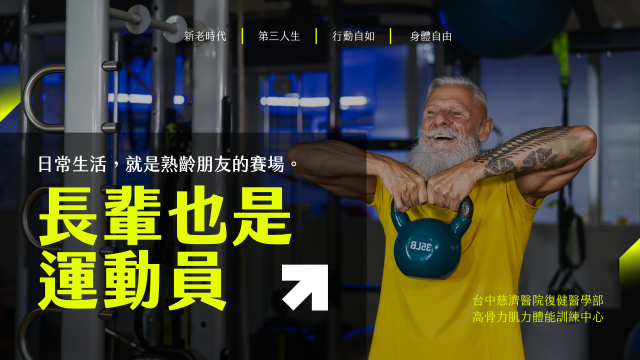 新老時代 | 第三人生 | 行動自如 | 身體自由
日常生活，就是熟齡朋友的賽場。
長輩也是
運動員
35LB
台中慈濟醫院復健醫學部
高骨力肌力體能訓練中心